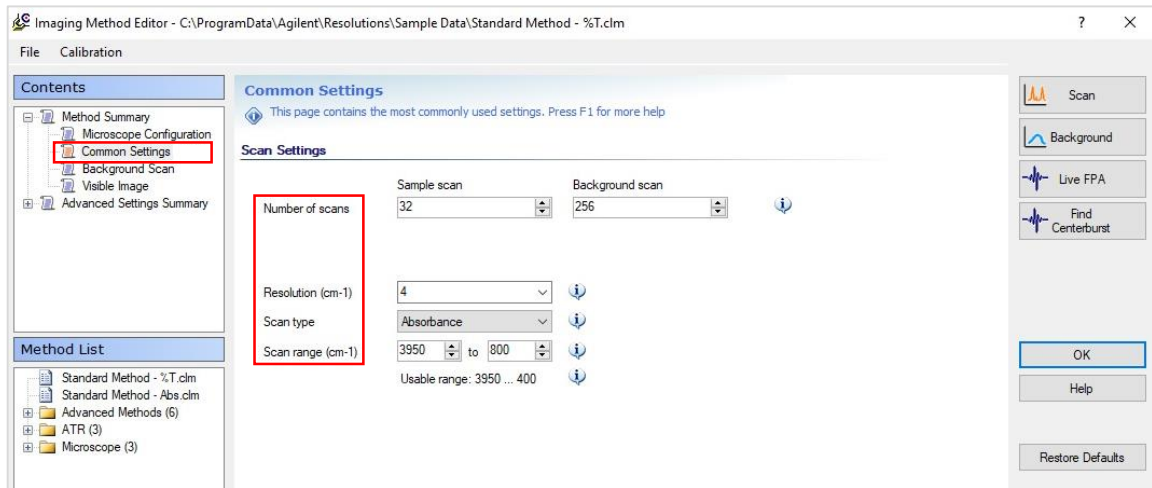 Imaging Method Editor - C:\ProgramData\Agilent\Resolutions\Sample Data\Standard Method - %T.clm
?
File Calibration
Contents
Method Summary
Microscope Configuration
Common Settings
Background Scan
Visible Image
Advanced Settings Summary
Method List
Standard Method - %T.clm
Standard Method - Abs.clm
Advanced Methods (6)
ATR (3)
Microscope (3)
Common Settings
This page contains the most commonly used settings. Press F1 for more help
Scan Settings
Sample scan Background scan
Number of scans 32 256
Resolution (cm-1) 4
Scan type Absorbance
Scan range (cm-1) 3950 to 800
Usable range: 3950 ... 400
Scan
Background
Live FPA
Find
Centerburst
OK
Help
Restore Defaults